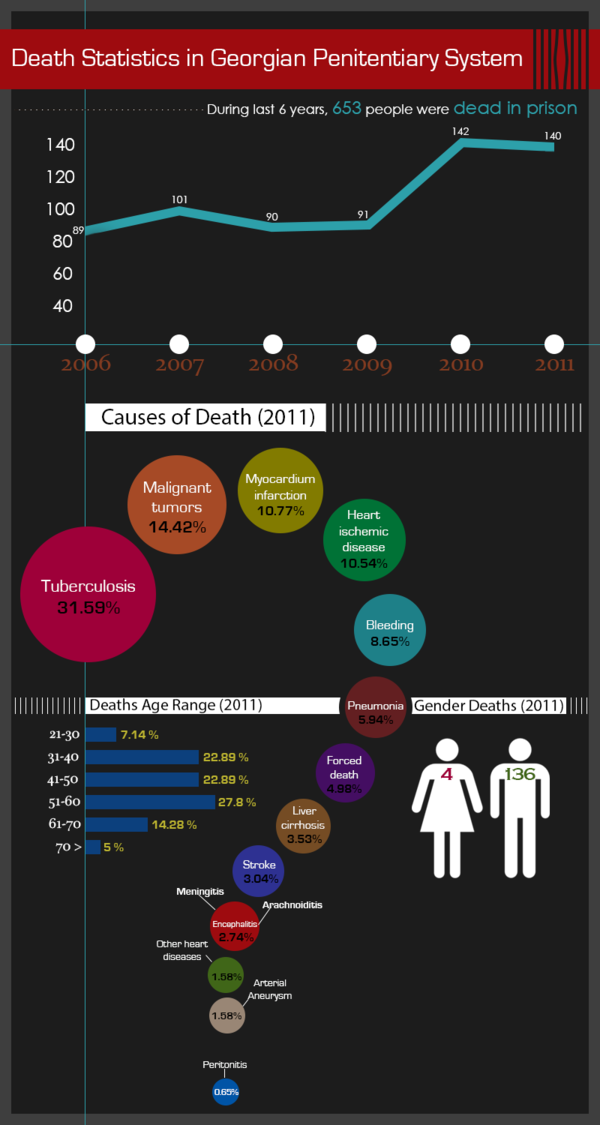 Death Statistics in Georgian Penitentiary System
During last 6 years, 653 people were dead in prison
140
120
100
80
60
40
89
101
90
91
142
140
2006
2007
2008
2009
2010
2011
Causes of Death (2011)
Tuberculosis
31.59%
Malignant
tumors
14.42%
Myocardium
infarction
10.77%
Heart
ischemic
disease
10.54%
Bleeding
8.65%
Pneumonia
5.94%
Forced
death
4.98%
Liver
cirrhosis
3.53%
Stroke
3.04%
Meningitis
Arachnoiditis
Encephalitis
2.74%
Other heart
diseases
1.58%
Arterial
Aneurysm
1.58%
Peritonitis
0.65%
Deaths Age Range (2011)
21-30 7.14 %
31-40 22.89 %
41-50 22.89 %
51-60 27.8 %
61-70 14.28 %
70 > 5 %
Gender Deaths (2011)
4
136